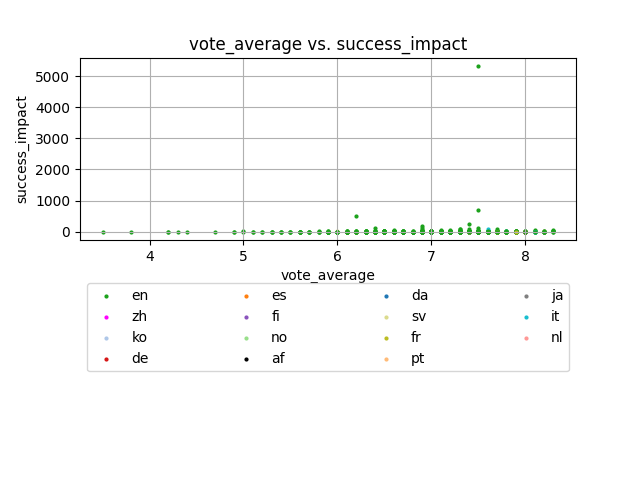 vote_average vs. success_impact
success_impact
5000
4000
3000
2000
1000
0
4 5 6 7 8
vote_average
en es da ja
zh fi sv it
ko no fr nl
de af pt